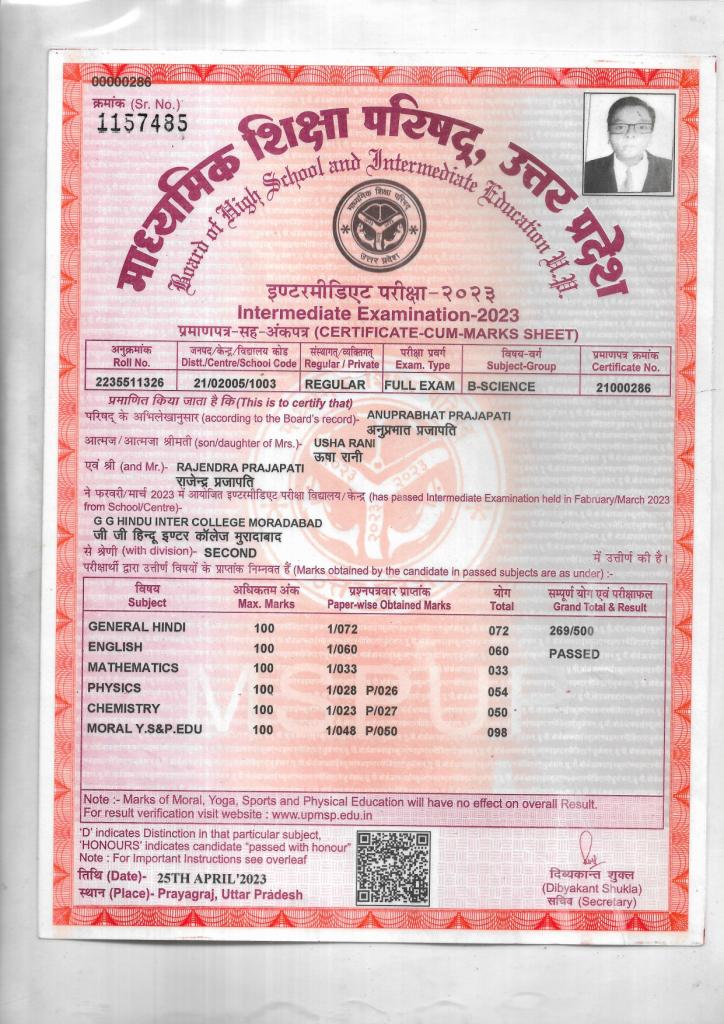 00000286
क्रमांक (Sr. No.)
1157485
माध्यमिक शिक्षा परिषद्, उत्तर प्रदेश
Board of High School and Intermediate Education U.P.
माध्यमिक शिक्षा परिषद
उत्तर प्रदेश
इण्टरमीडिएट परीक्षा-२०२३
Intermediate Examination-2023
प्रमाणपत्र-सह-अंकपत्र (CERTIFICATE-CUM-MARKS SHEET)
अनुक्रमांक जनपद/केन्द्र/विद्यालय कोड संस्थागत/व्यक्तिगत परीक्षा प्रवर्ग विषय-वर्ग प्रमाणपत्र क्रमांक
Roll No. Distt./Centre/School Code Regular / Private Exam. Type Subject-Group Certificate No.
2235511326 21/02005/1003 REGULAR FULL EXAM B-SCIENCE 21000286
प्रमाणित किया जाता है कि (This is to certify that)
परिषद के अभिलेखानुसार (according to the Board's record)- ANUPRABHAT PRAJAPATI
अनुप्रभात प्रजापति
आत्मज/आत्मजा श्रीमती (son/daughter of Mrs.)- USHA RANI
ऊषा रानी
एवं श्री (and Mr.)- RAJENDRA PRAJAPATI
राजेन्द्र प्रजापति
ने फरवरी/मार्च 2023 में आयोजित इण्टरमीडिएट परीक्षा विद्यालय/केन्द्र (has passed Intermediate Examination held in Fabruary/March 2023
from School/Centre)-
G G HINDU INTER COLLEGE MORADABAD
जी जी हिन्दू इण्टर कॉलेज मुरादाबाद
से श्रेणी (with division)- SECOND में उत्तीर्ण की है।
परीक्षार्थी द्वारा उत्तीर्ण विषयों के प्राप्तांक निम्नवत हैं (Marks obtained by the candidate in passed subjects are as under) :-
विषय अधिकतम अंक प्रश्नपत्रवार प्राप्तांक योग सम्पूर्ण योग एवं परीक्षाफल
Subject Max. Marks Paper-wise Obtained Marks Total Grand Total & Result
GENERAL HINDI 100 1/072 072 269/500
ENGLISH 100 1/060 060 PASSED
MATHEMATICS 100 1/033 033
PHYSICS 100 1/028 P/026 054
CHEMISTRY 100 1/023 P/027 050
MORAL Y.S&P.EDU 100 1/048 P/050 098
Note :- Marks of Moral, Yoga, Sports and Physical Education will have no effect on overall Result.
For result verification visit website : www.upmsp.edu.in
'D' indicates Distinction in that particular subject,
'HONOURS' indicates candidate "passed with honour"
Note : For Important Instructions see overleaf
तिथि (Date)- 25TH APRIL'2023
स्थान (Place)- Prayagraj, Uttar Pradesh
दिब्यकान्त शुक्ल
(Dibyakant Shukla)
सचिव (Secretary)